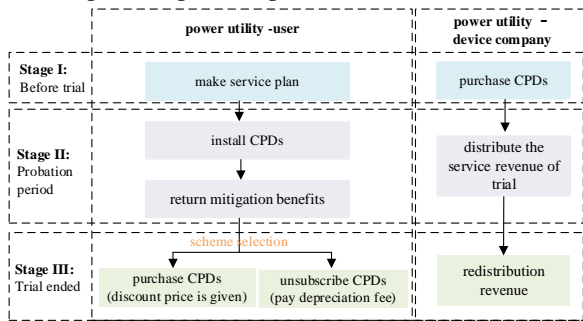 power utility -user
power utility -
device company
Stage I:
Before trial
make service plan
purchase CPDs
Stage II:
Probation
period
install CPDs
return mitigation benefits
distribute the
service revenue of
trial
scheme selection
Stage III:
Trial ended
purchase CPDs
(discount price is given)
unsubscribe CPDs
(pay depreciation fee)
redistribution
revenue